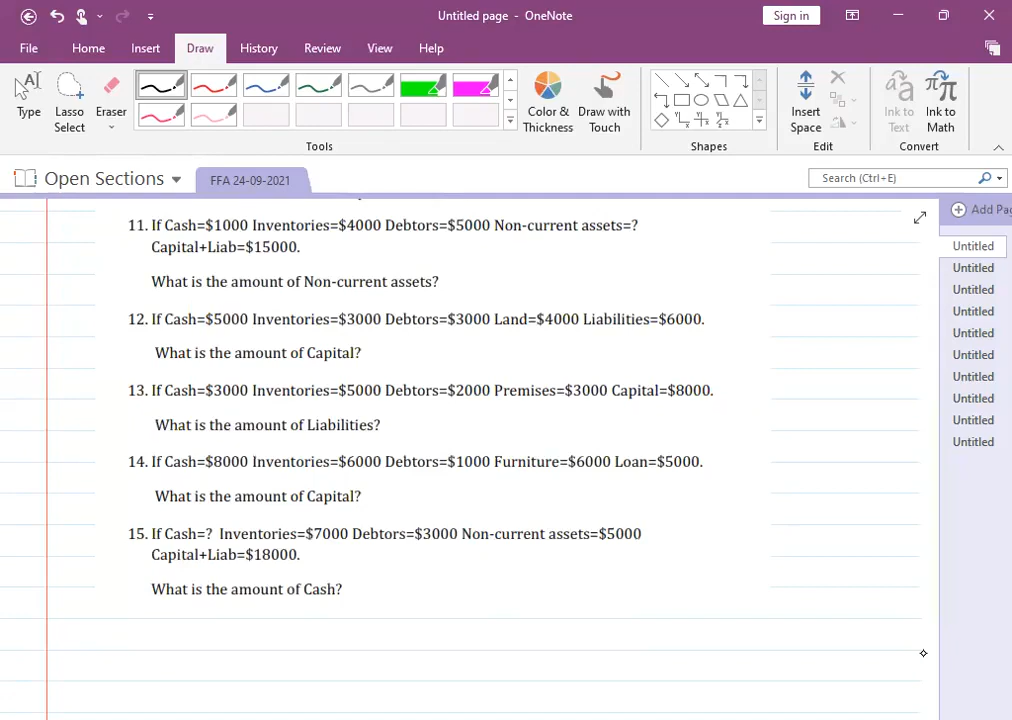 Untitled page - OneNote
Sign in
File Home Insert Draw History Review View Help
Type
Lasso Select
Eraser
Color & Thickness
Draw with Touch
Insert Space
Ink to Text
Ink to Math
Tools
Shapes
Edit
Convert
Open Sections
FFA 24-09-2021
Search (Ctrl+E)
Add Pag
11. If Cash=$1000 Inventories=$4000 Debtors=$5000 Non-current assets=?
Capital+Liab=$15000.
What is the amount of Non-current assets?
12. If Cash=$5000 Inventories=$3000 Debtors=$3000 Land=$4000 Liabilities=$6000.
What is the amount of Capital?
13. If Cash=$3000 Inventories=$5000 Debtors=$2000 Premises=$3000 Capital=$8000.
What is the amount of Liabilities?
14. If Cash=$8000 Inventories=$6000 Debtors=$1000 Furniture=$6000 Loan=$5000.
What is the amount of Capital?
15. If Cash=? Inventories=$7000 Debtors=$3000 Non-current assets=$5000
Capital+Liab=$18000.
What is the amount of Cash?
Untitled
Untitled
Untitled
Untitled
Untitled
Untitled
Untitled
Untitled
Untitled
Untitled